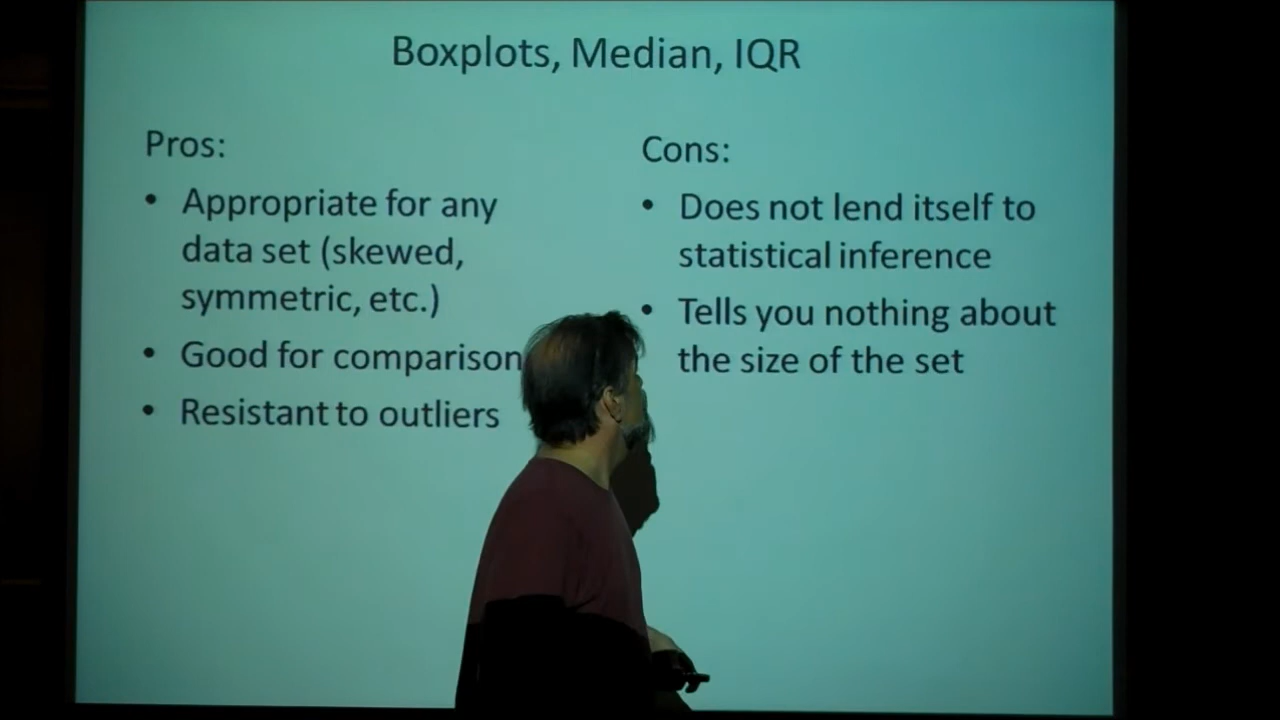 Boxplots, Median, IQR
Pros:
• Appropriate for any
data set (skewed,
symmetric, etc.)
• Good for comparison
• Resistant to outliers
Cons:
• Does not lend itself to
statistical inference
• Tells you nothing about
the size of the set